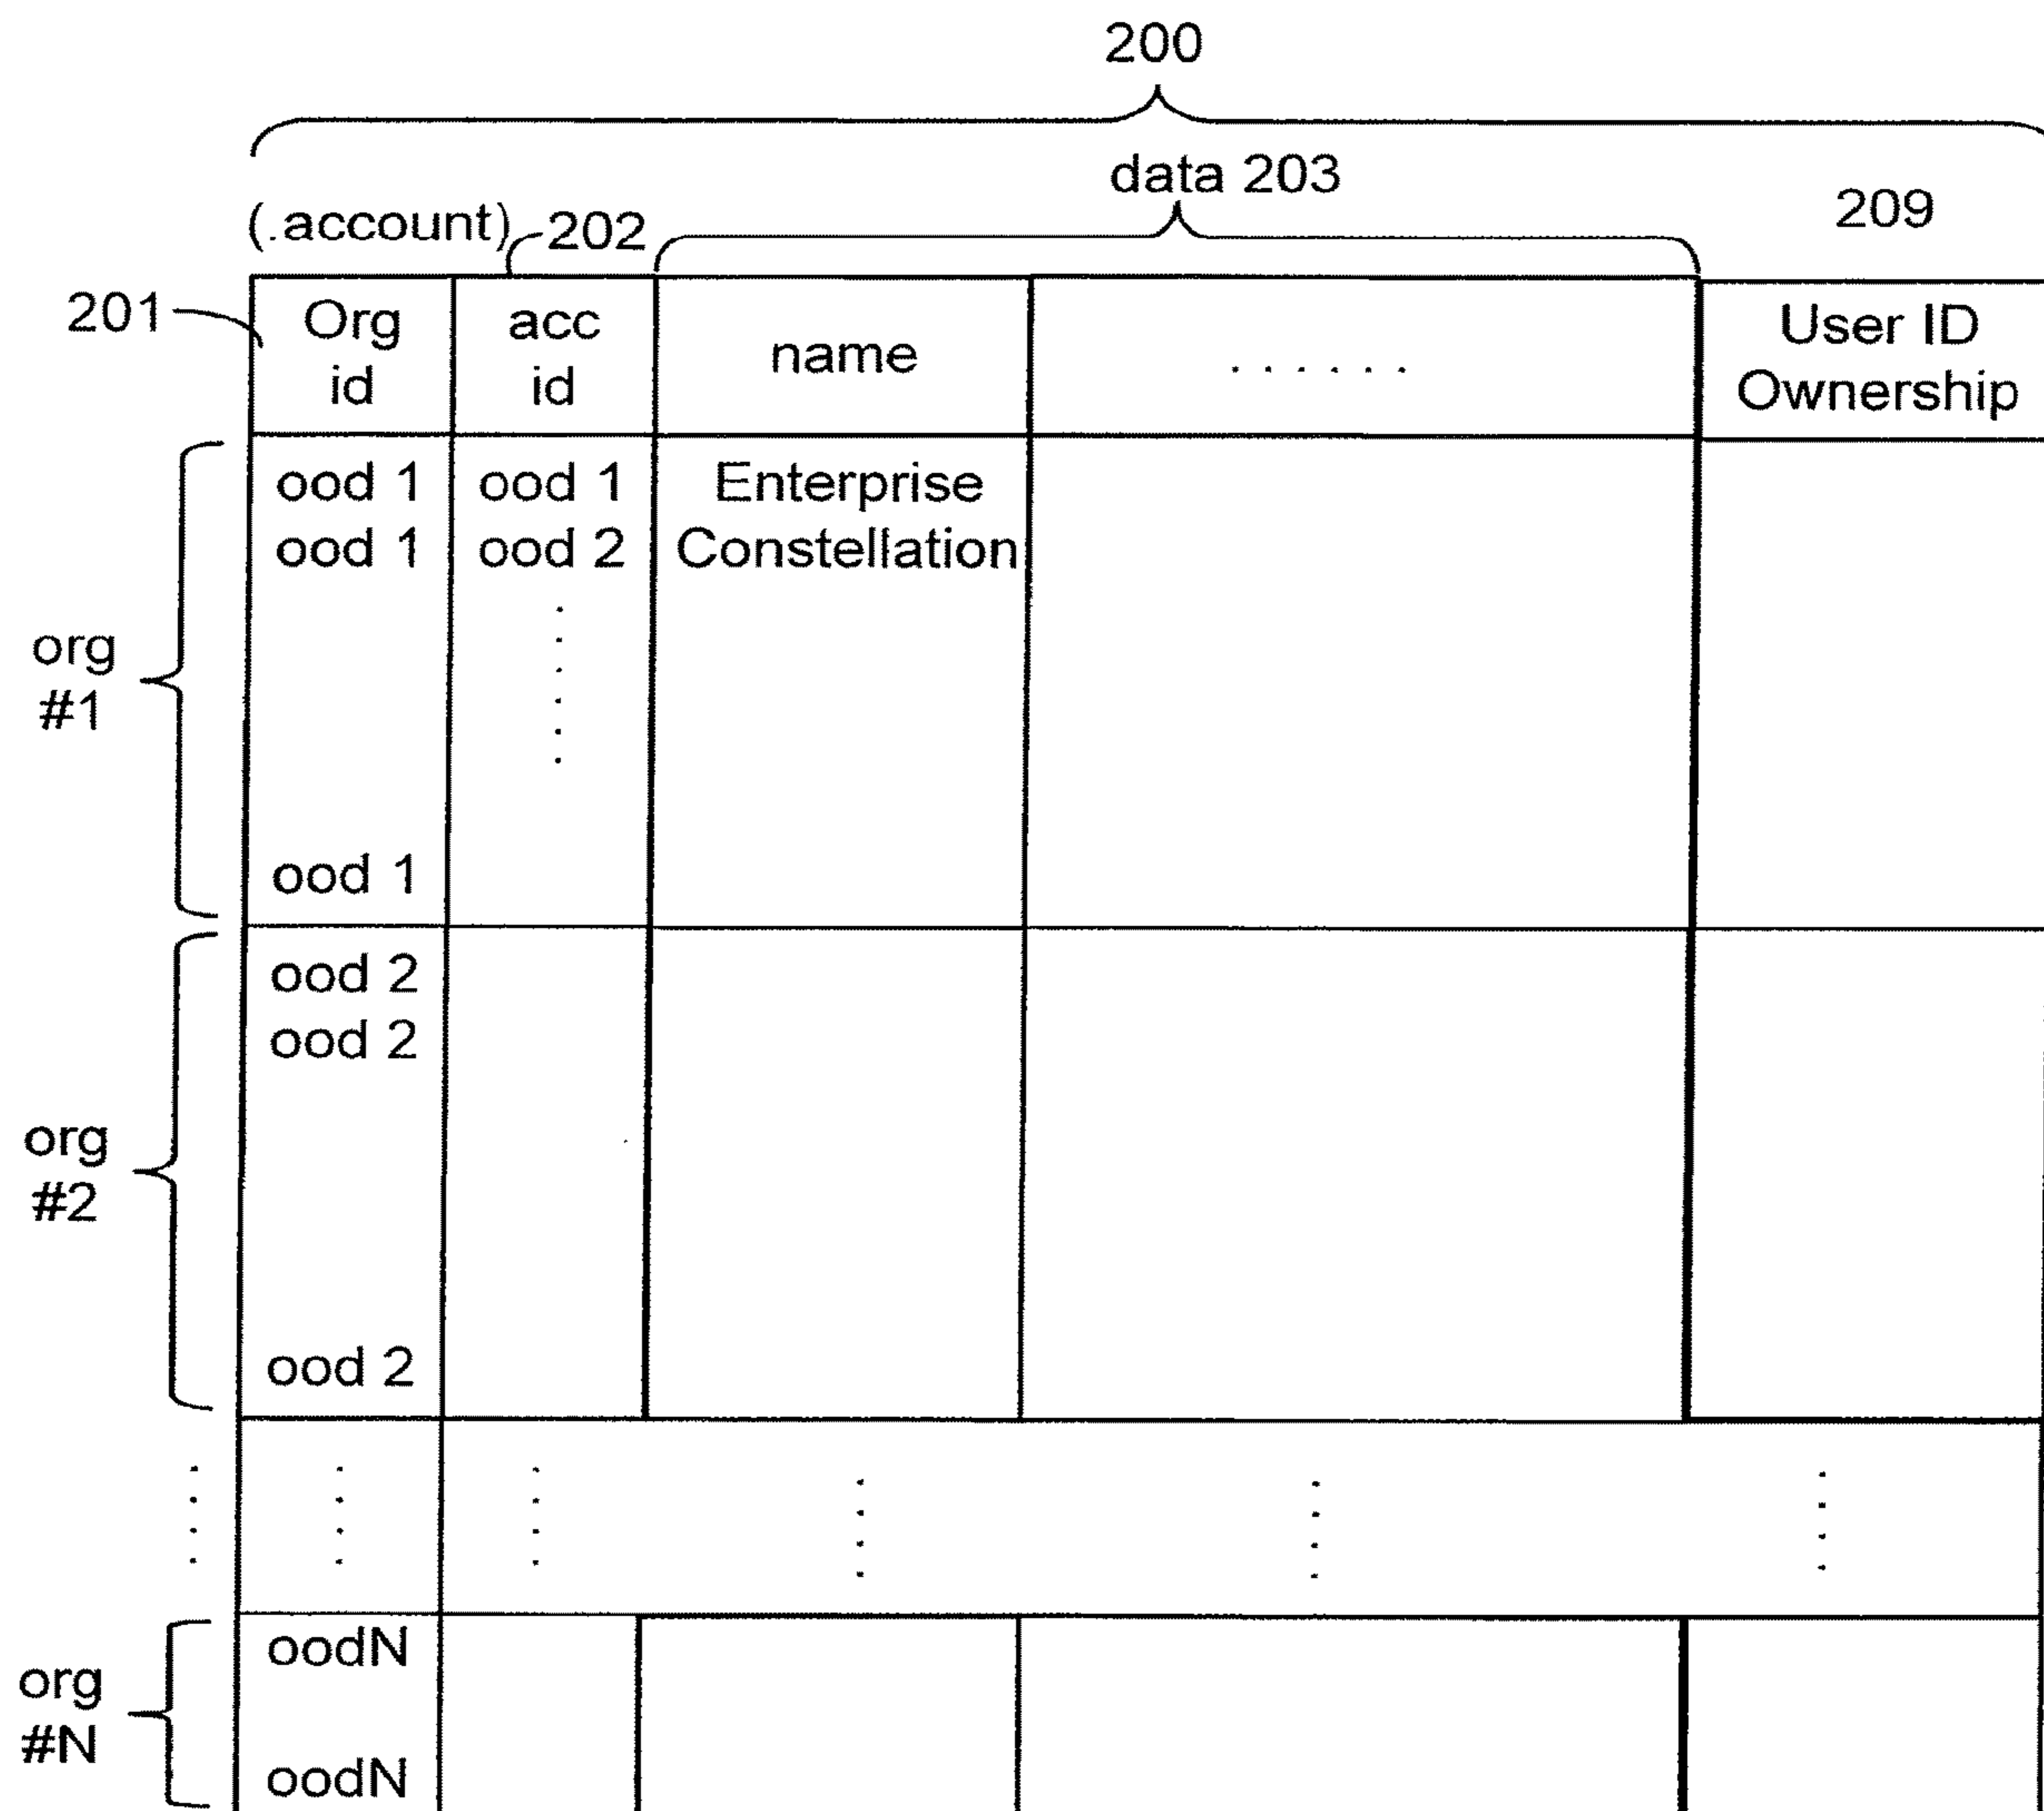 200
data 203
209
(.account) 202
201
Org id
acc id
name
. . . . . .
User ID Ownership
org #1
ood 1 ood 1 Enterprise
ood 1 ood 2 Constellation
ood 1
org #2
ood 2
ood 2
ood 2
org #N
oodN
oodN